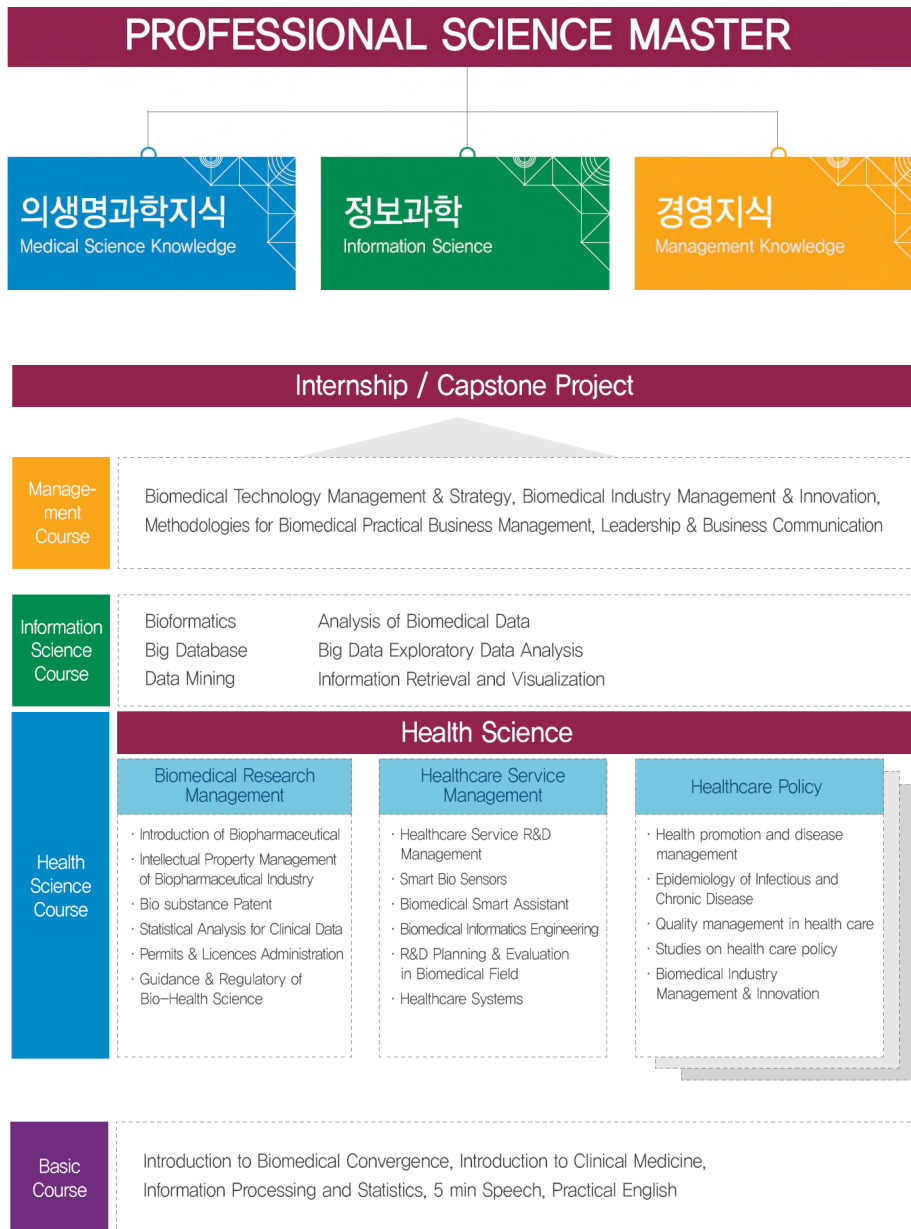 PROFESSIONAL SCIENCE MASTER
의생명과학지식
Medical Science Knowledge
정보과학
Information Science
경영지식
Management Knowledge
Internship / Capstone Project
Manage-
ment
Course
Biomedical Technology Management & Strategy, Biomedical Industry Management & Innovation,
Methodologies for Biomedical Practical Business Management, Leadership & Business Communication
Information
Science
Course
Bioformatics
Big Database
Data Mining
Analysis of Biomedical Data
Big Data Exploratory Data Analysis
Information Retrieval and Visualization
Health
Science
Course
Health Science
Biomedical Research
Management
· Introduction of Biopharmaceutical
· Intellectual Property Management
of Biopharmaceutical Industry
· Bio substance Patent
· Statistical Analysis for Clinical Data
· Permits & Licences Administration
· Guidance & Regulatory of
Bio-Health Science
Healthcare Service
Management
· Healthcare Service R&D
Management
· Smart Bio Sensors
· Biomedical Smart Assistant
· Biomedical Informatics Engineering
· R&D Planning & Evaluation
in Biomedical Field
· Healthcare Systems
Healthcare Policy
· Health promotion and disease
management
· Epidemiology of Infectious and
Chronic Disease
· Quality management in health care
· Studies on health care policy
· Biomedical Industry
Management & Innovation
Basic
Course
Introduction to Biomedical Convergence, Introduction to Clinical Medicine,
Information Processing and Statistics, 5 min Speech, Practical English